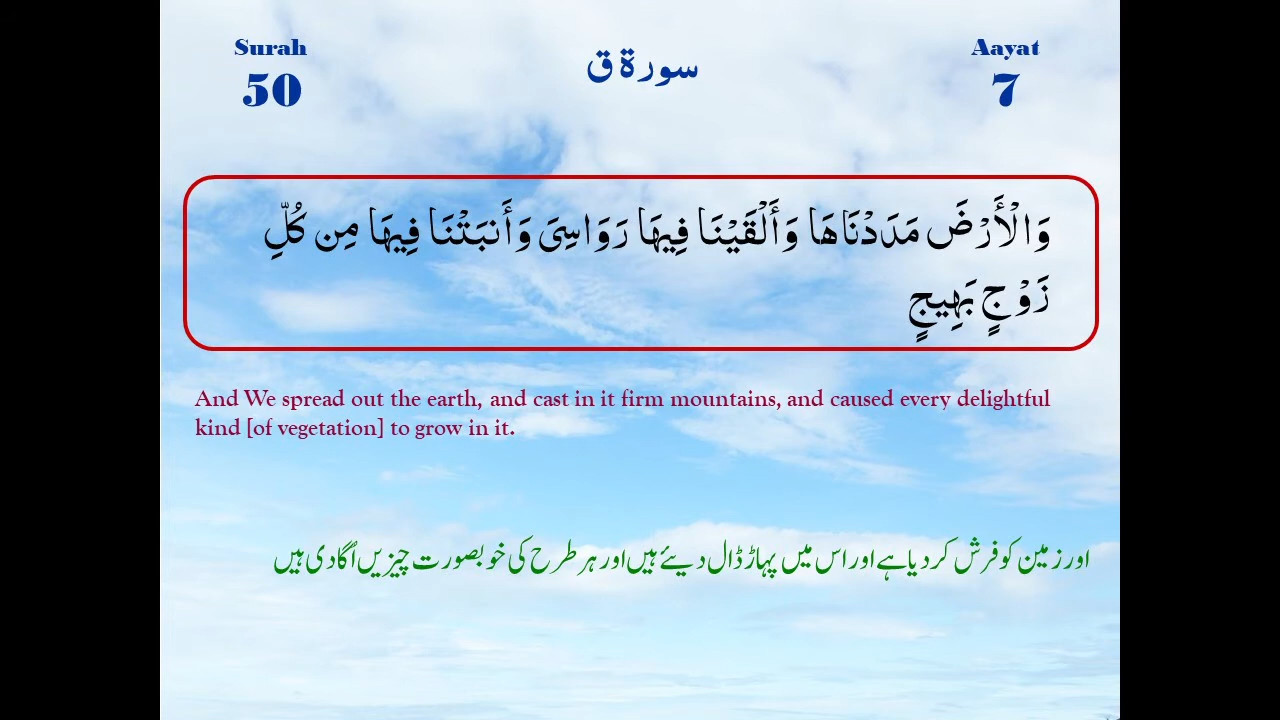 Surah
50
سورۃ ق
Aayat
7
وَالْأَرْضَ مَدَدْنَاهَا وَأَلْقَيْنَا فِيهَا رَوَاسِيَ وَأَنبَتْنَا فِيهَا مِن كُلِّ
زَوْجٍ بَهِيجٍ
And We spread out the earth, and cast in it firm mountains, and caused every delightful
kind [of vegetation] to grow in it.
اور زمین کو فرش کر دیا ہے اور اس میں پہاڑ ڈال دیئے ہیں اور ہر طرح کی خوبصورت چیزیں اُگا دی ہیں